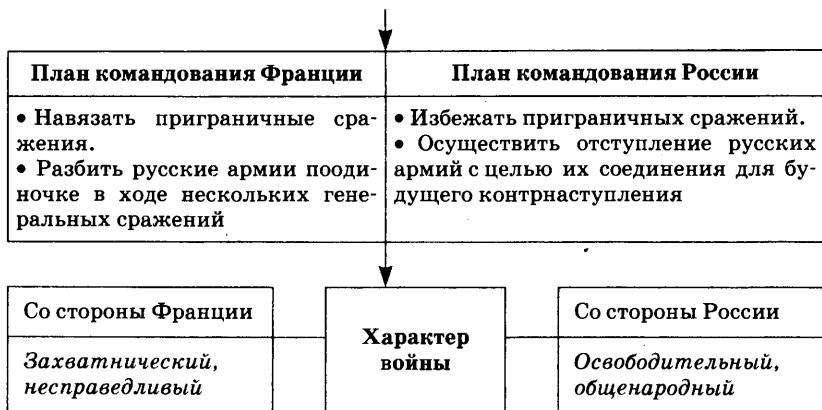 План командования Франции
• Навязать приграничные сра-
жения.
• Разбить русские армии пооди-
ночке в ходе нескольких гене-
ральных сражений
План командования России
• Избежать приграничных сражений.
• Осуществить отступление русских
армий с целью их соединения для бу-
дущего контрнаступления
Со стороны Франции
Захватнический,
несправедливый
Характер
войны
Со стороны России
Освободительный,
общенародный